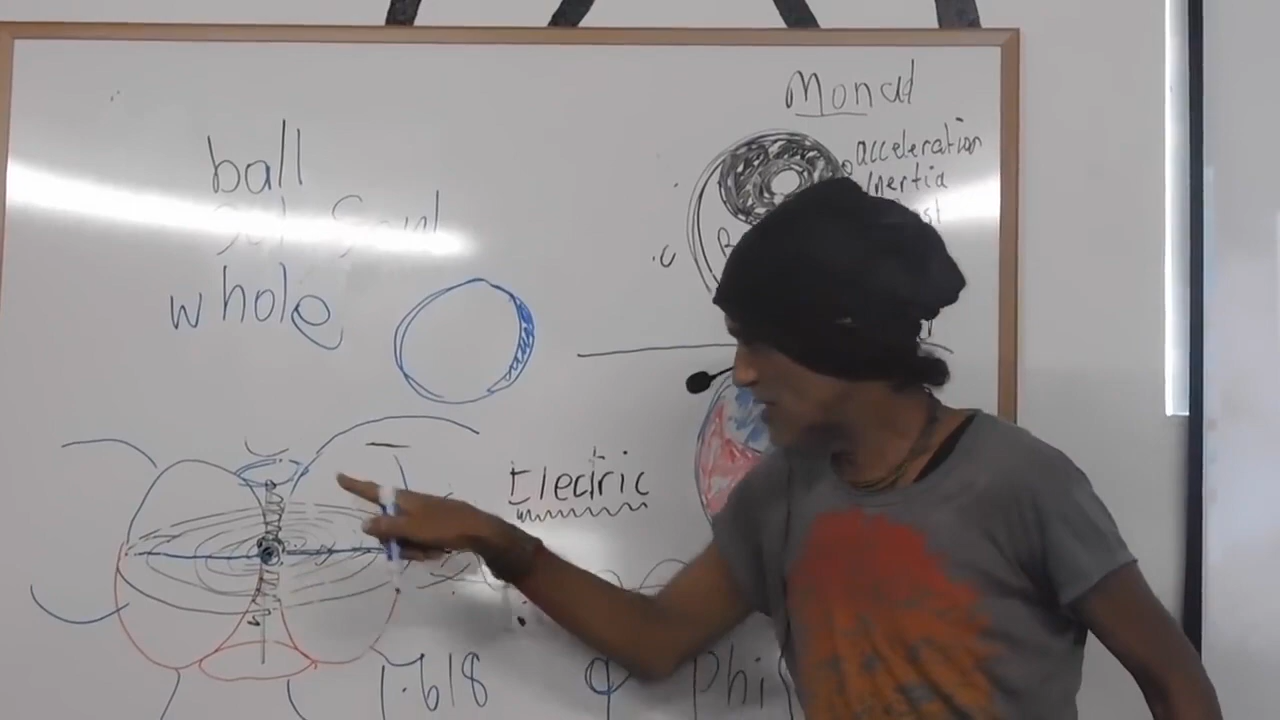 Monad
acceleration
Inertia
ball
whole
Electric
1.618 φ Phi